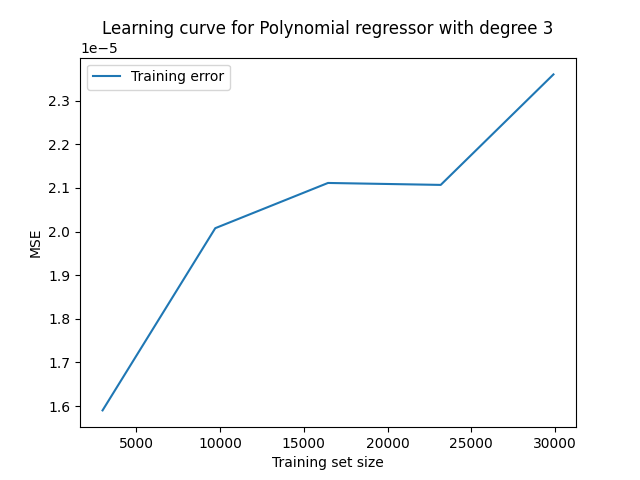 Learning curve for Polynomial regressor with degree 3
1e−5
Training error
2.3
2.2
2.1
2.0
1.9
1.8
1.7
1.6
MSE
5000 10000 15000 20000 25000 30000
Training set size